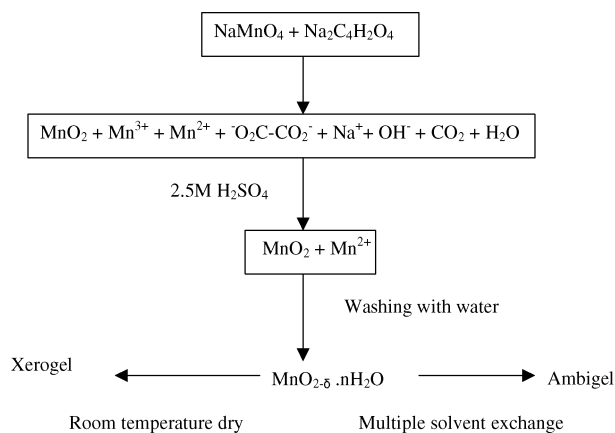 NaMnO₄ + Na₂C₄H₂O₄
MnO₂ + Mn³⁺ + Mn²⁺ + ⁻O₂C-CO₂⁻ + Na⁺+ OH⁻ + CO₂ + H₂O
2.5M H₂SO₄
MnO₂ + Mn²⁺
Washing with water
Xerogel
MnO₂₋δ .nH₂O
Ambigel
Room temperature dry
Multiple solvent exchange